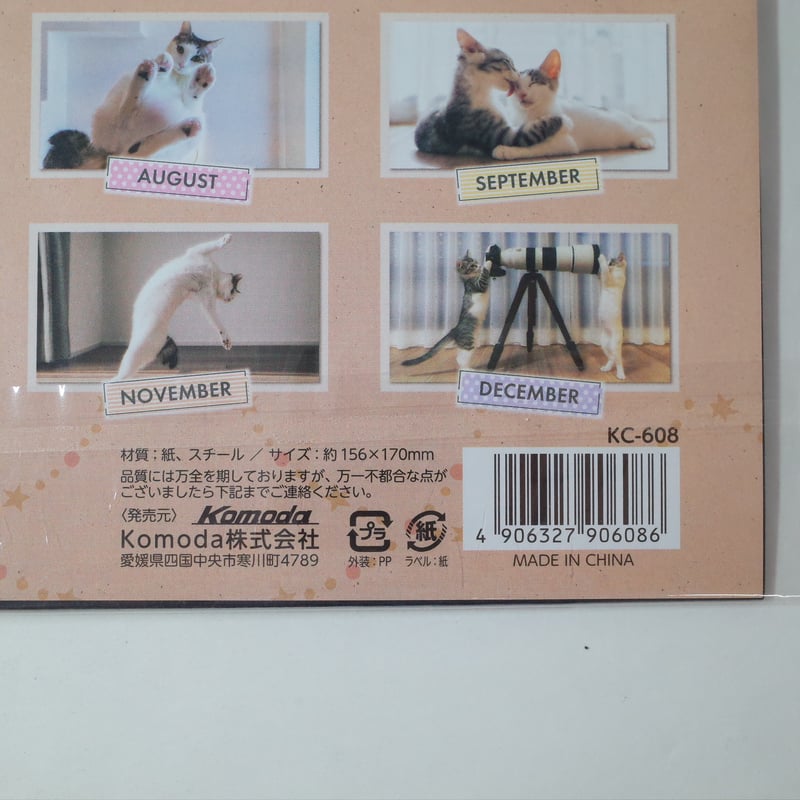 AUGUST
SEPTEMBER
NOVEMBER
DECEMBER
KC-608
材質：紙、スチール ／ サイズ：約156×170mm
品質には万全を期しておりますが、万一不都合な点が
ございましたら下記までご連絡ください。
〈発売元〉 Komoda
Komoda株式会社
愛媛県四国中央市寒川町4789
プラ
外装：PP
紙
ラベル：紙
4 906327 906086
MADE IN CHINA